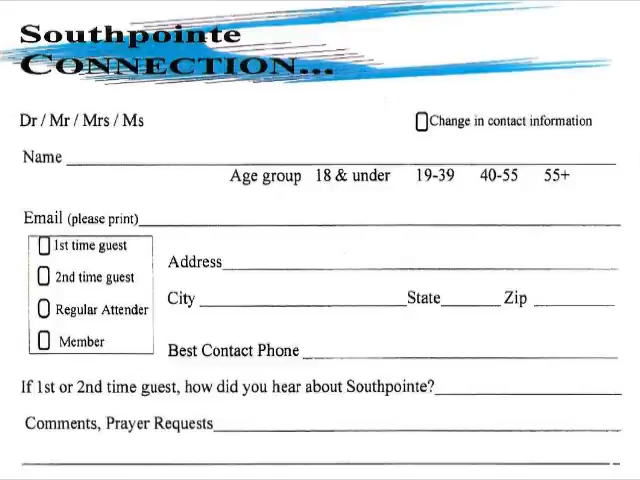 Southpointe
CONNECTION...
Dr / Mr / Mrs / Ms
Change in contact information
Name
Age group 18 & under 19-39 40-55 55+
Email (please print)
1st time guest
2nd time guest
Regular Attender
Member
Address
City State Zip
Best Contact Phone
If 1st or 2nd time guest, how did you hear about Southpointe?
Comments, Prayer Requests